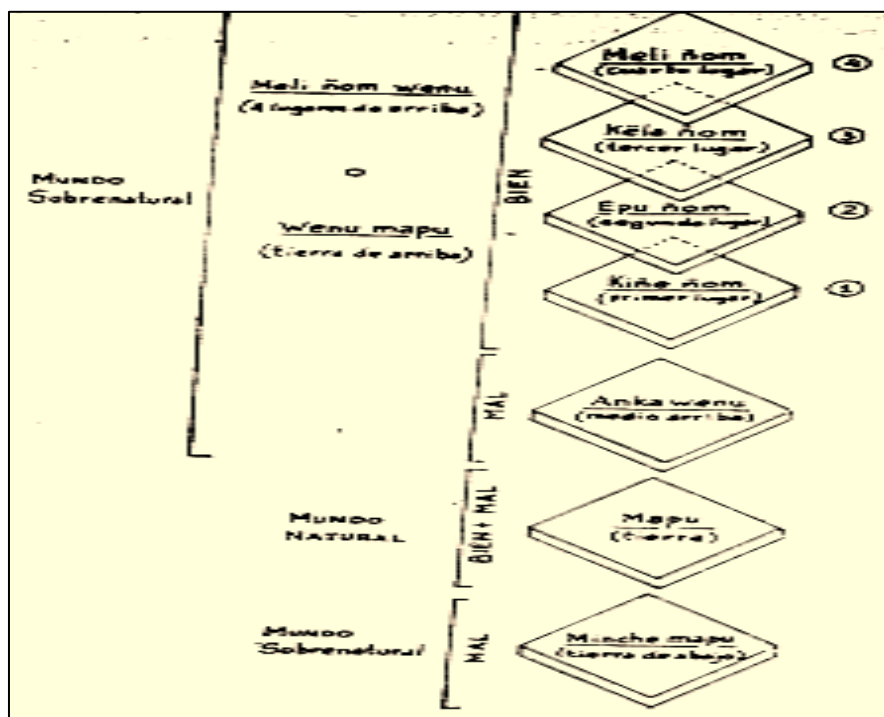 Meli ñom
(cuarto lugar)
4
Meli ñom wenu
(4 lugares de arriba)
Këla ñom
(tercer lugar)
3
BIEN
Mundo
Sobrenatural
o
Epu ñom
(segundo lugar)
2
Wenu mapu
(tierra de arriba)
Kiñe ñom
(primer lugar)
1
MAL
Anka wenu
(medio arriba)
Mundo
Natural
BIEN + MAL
Mapu
(tierra)
Mundo
Sobrenatural
MAL
Minche mapu
(tierra de abajo)